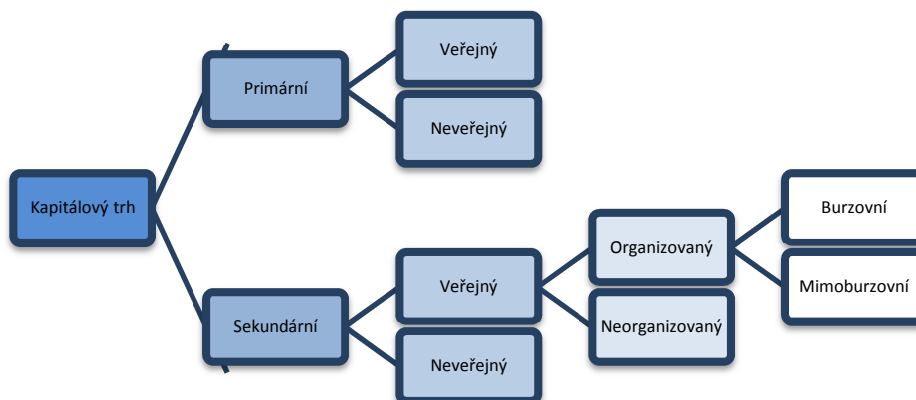 Kapitálový trh
Primární
Veřejný
Neveřejný
Sekundární
Veřejný
Organizovaný
Burzovní
Mimoburzovní
Neorganizovaný
Neveřejný